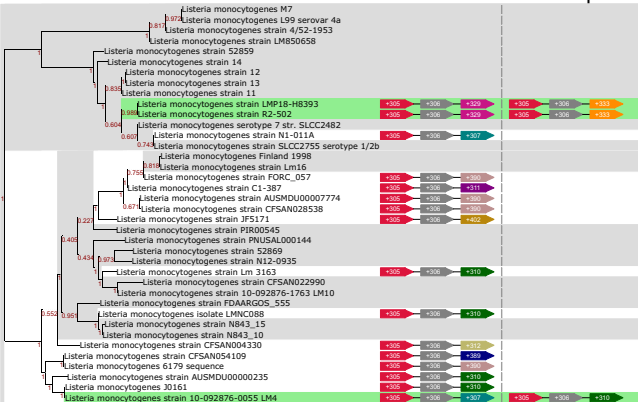 Listeria monocytogenes M7
0.972
Listeria monocytogenes L99 serovar 4a
0.817
Listeria monocytogenes strain 4/52-1953
Listeria monocytogenes strain LM850658
Listeria monocytogenes strain 52859
Listeria monocytogenes strain 14
Listeria monocytogenes strain 12
Listeria monocytogenes strain 13
0.835
Listeria monocytogenes strain 11
Listeria monocytogenes strain LMP18-H8393 +305 +306 +329 +305 +306 +333
Listeria monocytogenes strain R2-502 +305 +306 +329 +305 +306 +333
0.604
Listeria monocytogenes serotype 7 str. SLCC2482
0.607
Listeria monocytogenes strain N1-011A +305 +306 +307
0.743
Listeria monocytogenes strain SLCC2755 serotype 1/2b
Listeria monocytogenes Finland 1998
0.818
Listeria monocytogenes strain Lm16
0.755
Listeria monocytogenes strain FORC_057 +305 +306 +390
Listeria monocytogenes strain C1-387 +305 +306 +311
Listeria monocytogenes strain AUSMDU00007774 +305 +306 +390
0.671
Listeria monocytogenes strain CFSAN028538 +305 +306 +390
0.227
Listeria monocytogenes strain JF5171 +305 +306 +402
Listeria monocytogenes strain PIR00545
0.405
Listeria monocytogenes strain PNUSAL000144
Listeria monocytogenes strain 52869
0.434
0.973
Listeria monocytogenes strain N12-0935
Listeria monocytogenes strain Lm 3163 +305 +306 +310
Listeria monocytogenes strain CFSAN022990
Listeria monocytogenes strain 10-092876-1763 LM10
Listeria monocytogenes strain FDAARGOS_555
0.552
0.951
Listeria monocytogenes isolate LMNC088 +305 +306 +310
Listeria monocytogenes strain N843_15
Listeria monocytogenes strain N843_10
Listeria monocytogenes strain CFSAN004330 +305 +306 +312
Listeria monocytogenes strain CFSAN054109 +305 +306 +389
Listeria monocytogenes 6179 sequence +305 +306 +390
Listeria monocytogenes strain AUSMDU00000235 +305 +306 +310
Listeria monocytogenes J0161 +305 +306 +310
Listeria monocytogenes strain 10-092876-0055 LM4 +305 +306 +307 +305 +306 +310